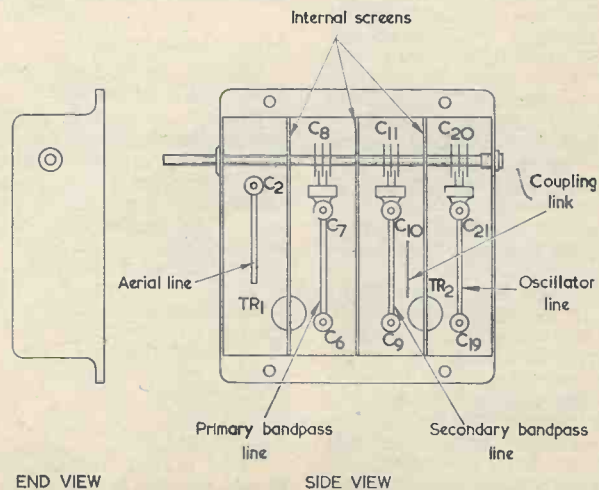 Internal screens
C8
C11
C20
C2
C7
C10
C21
Coupling
link
Aerial line
TR1
TR2
Oscillator
line
C6
C9
C19
Primary bandpass
line
Secondary bandpass
line
END VIEW
SIDE VIEW